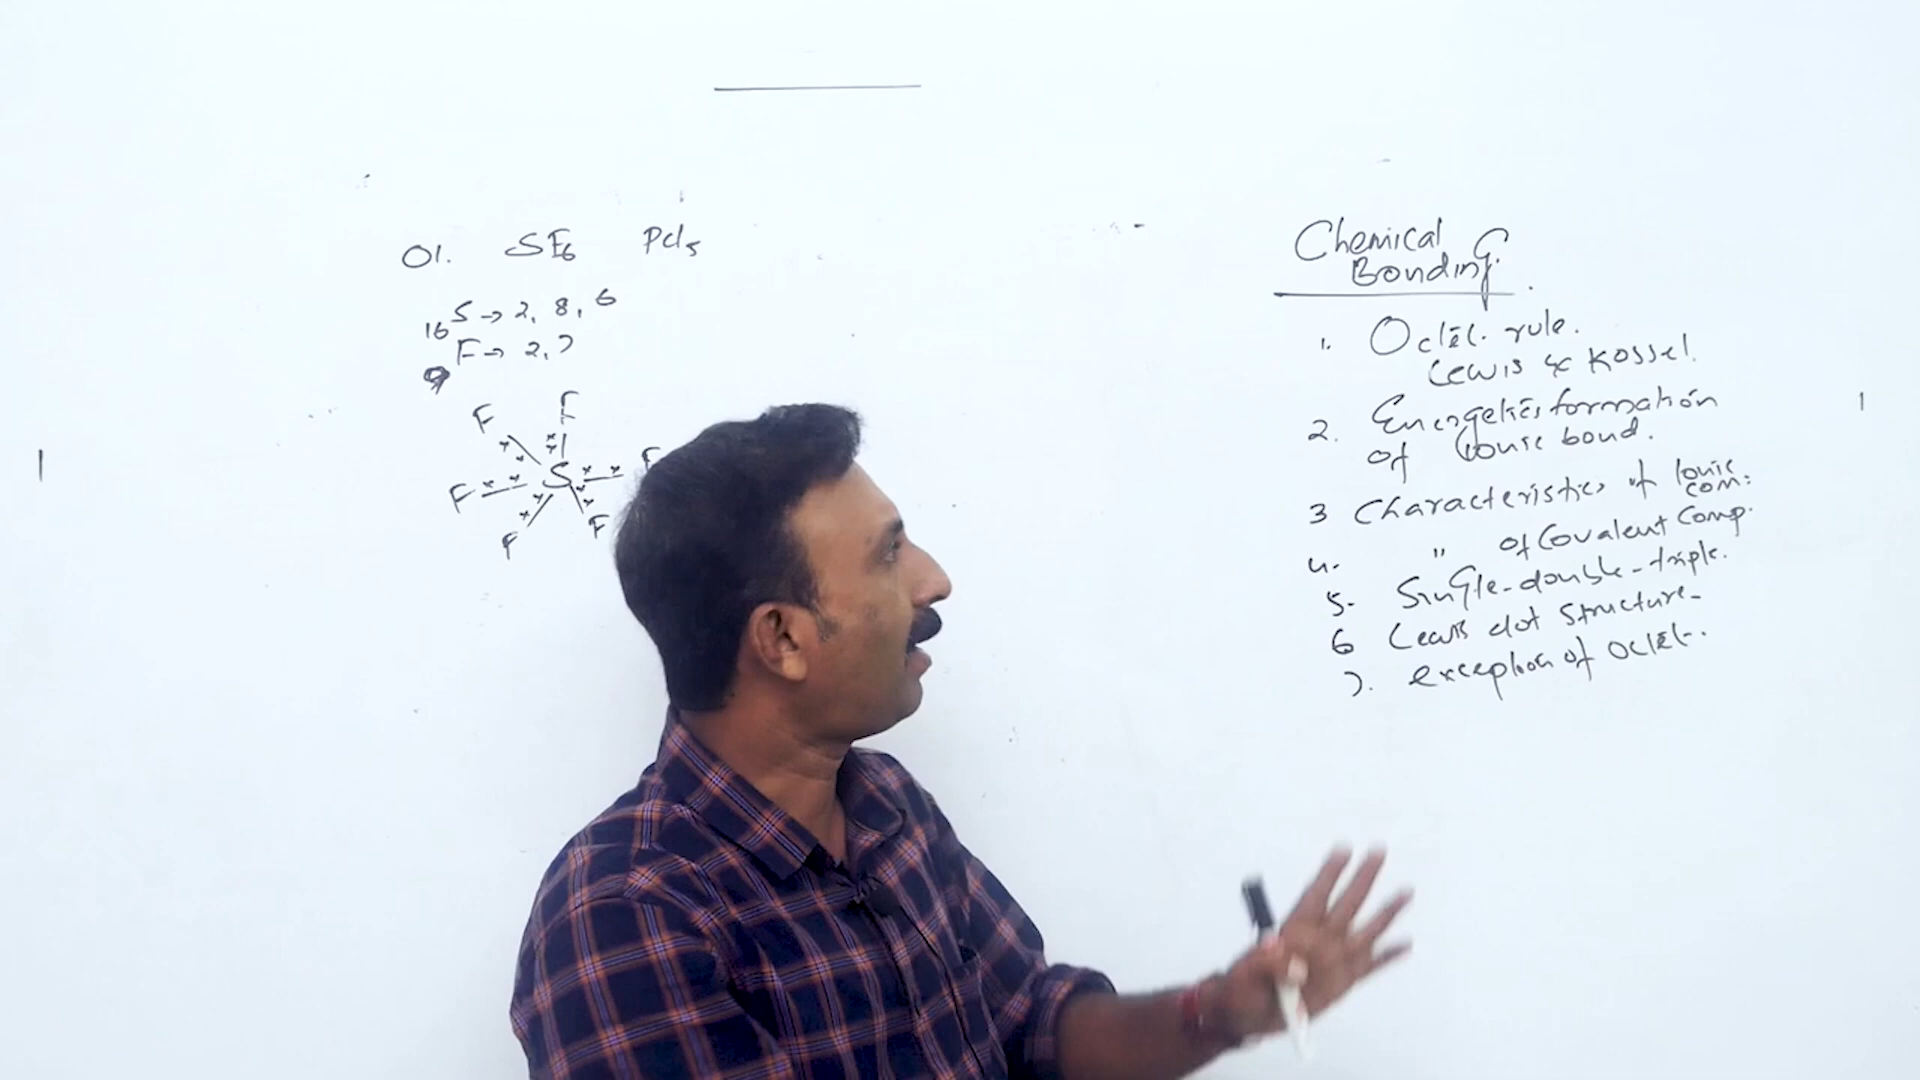 01. SF6 PCl5
16 S → 2, 8, 6
9 F → 2, 7
F F
F S F
F F
Chemical
Bonding.
1. Octet. rule.
Lewis & Kossel.
2. Energetics formation
of Ionic bond.
3 Characteristics of Ionic
com:
4. " of Covalent Comp.
5. Single-double-triple.
6 Lewis dot structure-
7. exception of Octet-.